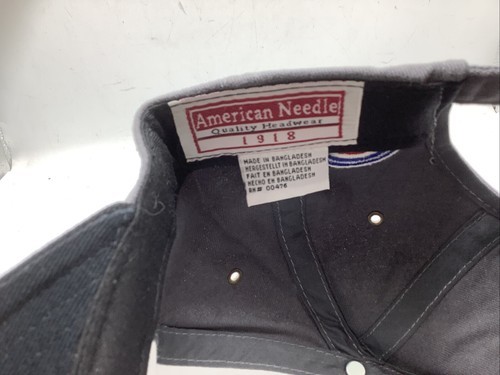 American Needle
Quality Headwear
1918
MADE IN BANGLADESH
HERGESTELLT IN BANGLADESH
FAIT EN BANGLADESH
HECHO EN BANGLADESH
RN# 00476